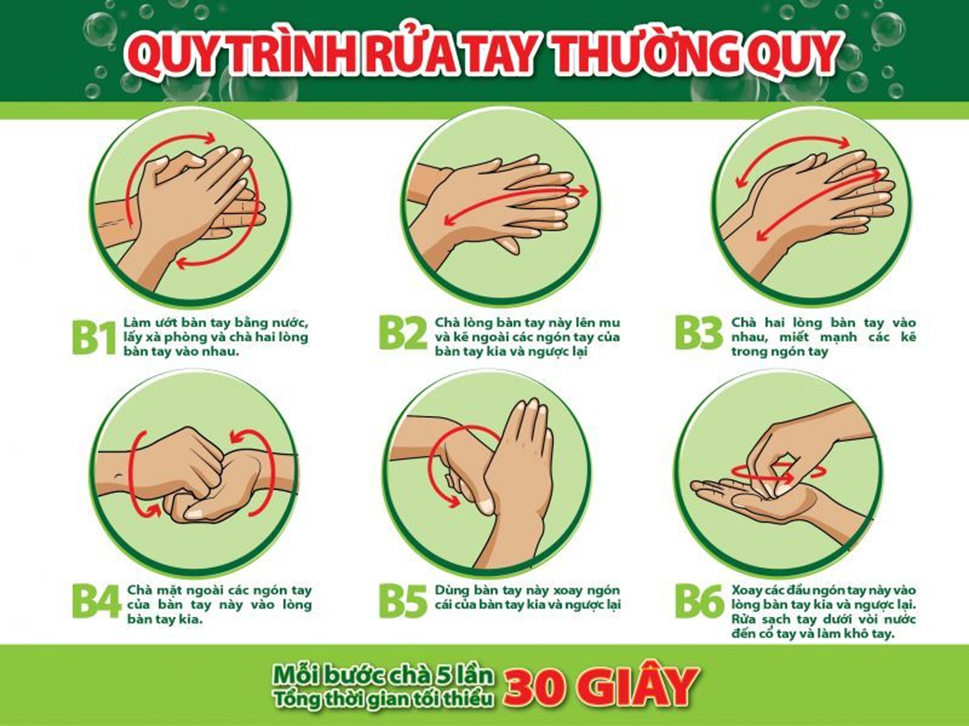 QUY TRÌNH RỬA TAY THƯỜNG QUY
B1
Làm ướt bàn tay bằng nước,
lấy xà phòng và chà hai lòng
bàn tay vào nhau.
B2
Chà lòng bàn tay này lên mu
và kẽ ngoài các ngón tay của
bàn tay kia và ngược lại
B3
Chà hai lòng bàn tay vào
nhau, miết mạnh các kẽ
trong ngón tay
B4
Chà mặt ngoài các ngón tay
của bàn tay này vào lòng
bàn tay kia.
B5
Dùng bàn tay này xoay ngón
cái của bàn tay kia và ngược lại
B6
Xoay các đầu ngón tay này vào
lòng bàn tay kia và ngược lại.
Rửa sạch tay dưới vòi nước
đến cổ tay và làm khô tay.
Mỗi bước chà 5 lần
Tổng thời gian tối thiểu
30 GIÂY